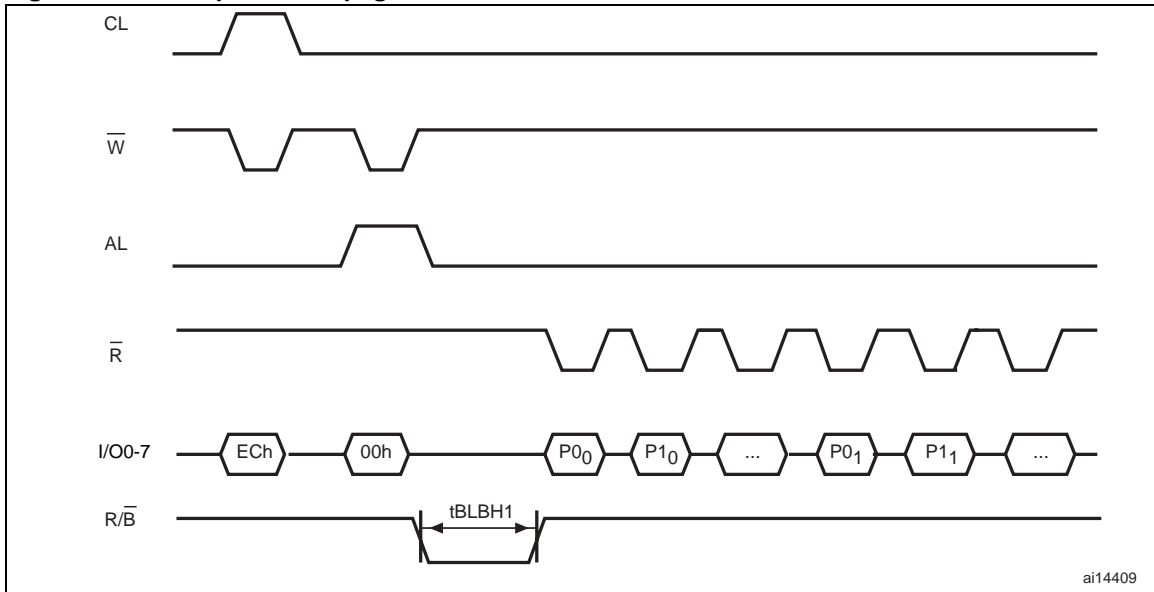 CL
W̅
AL
R̅
I/O0-7 ECh 00h P0₀ P1₀ ... P0₁ P1₁ ...
R/B̅ tBLBH1
ai14409